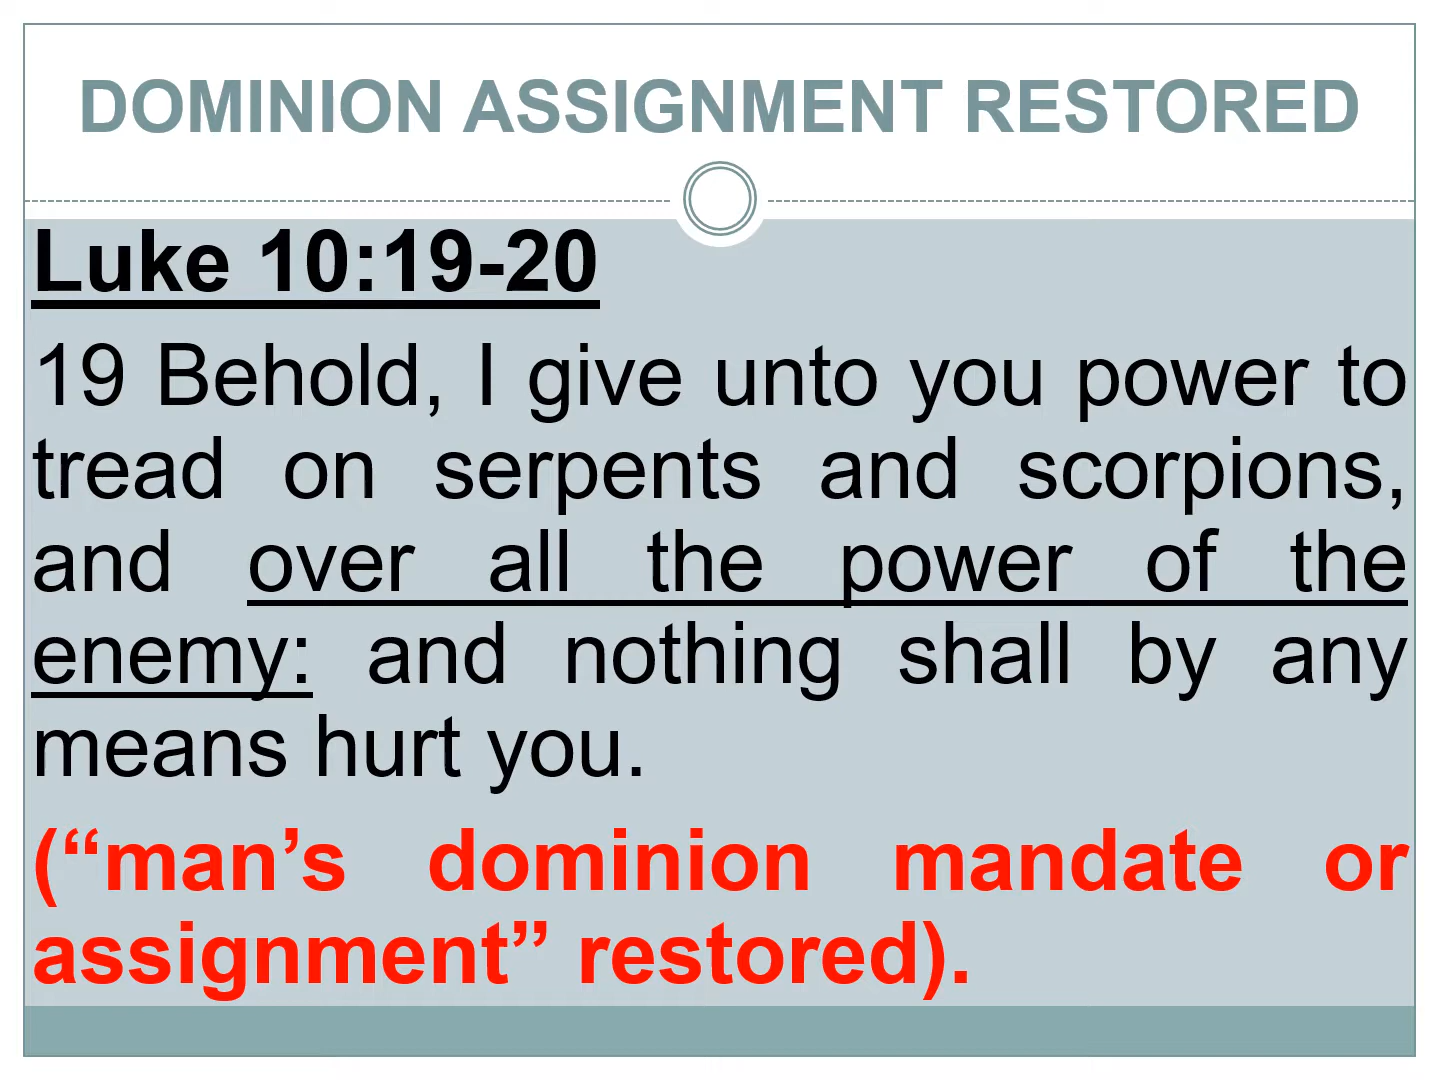 DOMINION ASSIGNMENT RESTORED
Luke 10:19-20
19 Behold, I give unto you power to
tread on serpents and scorpions,
and over all the power of the
enemy: and nothing shall by any
means hurt you.
(“man’s dominion mandate or
assignment” restored).